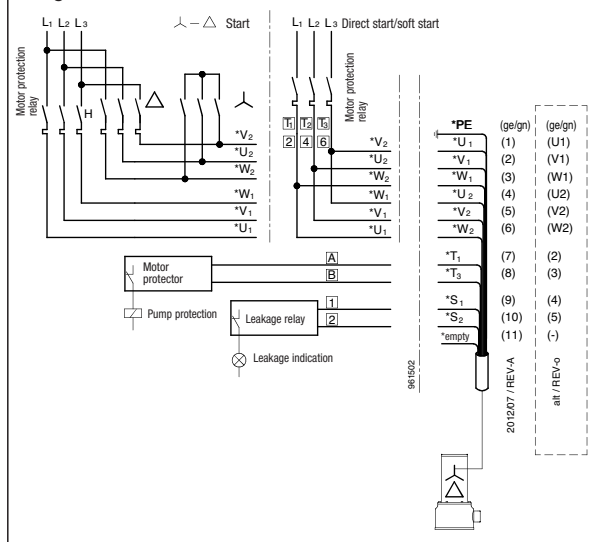 L1 L2 L3
Start
L1 L2 L3 Direct start/soft start
Motor protection
relay
H
Motor protection
relay
T1 T2 T3
2 4 6
*V2
*U2
*W2
*W1
*V1
*U1
*V2
*U2
*W2
*W1
*V1
*U1
*PE (ge/gn) (ge/gn)
*U1 (1) (U1)
*V1 (2) (V1)
*W1 (3) (W1)
*U2 (4) (U2)
*V2 (5) (V2)
*W2 (6) (W2)
*T1 (7) (2)
*T3 (8) (3)
*S1 (9) (4)
*S2 (10) (5)
*empty (11) (-)
Motor
protector
A
B
Pump protection
Leakage relay
1
2
Leakage indication
961502
2012/07 / REV-A
alt / REV-o